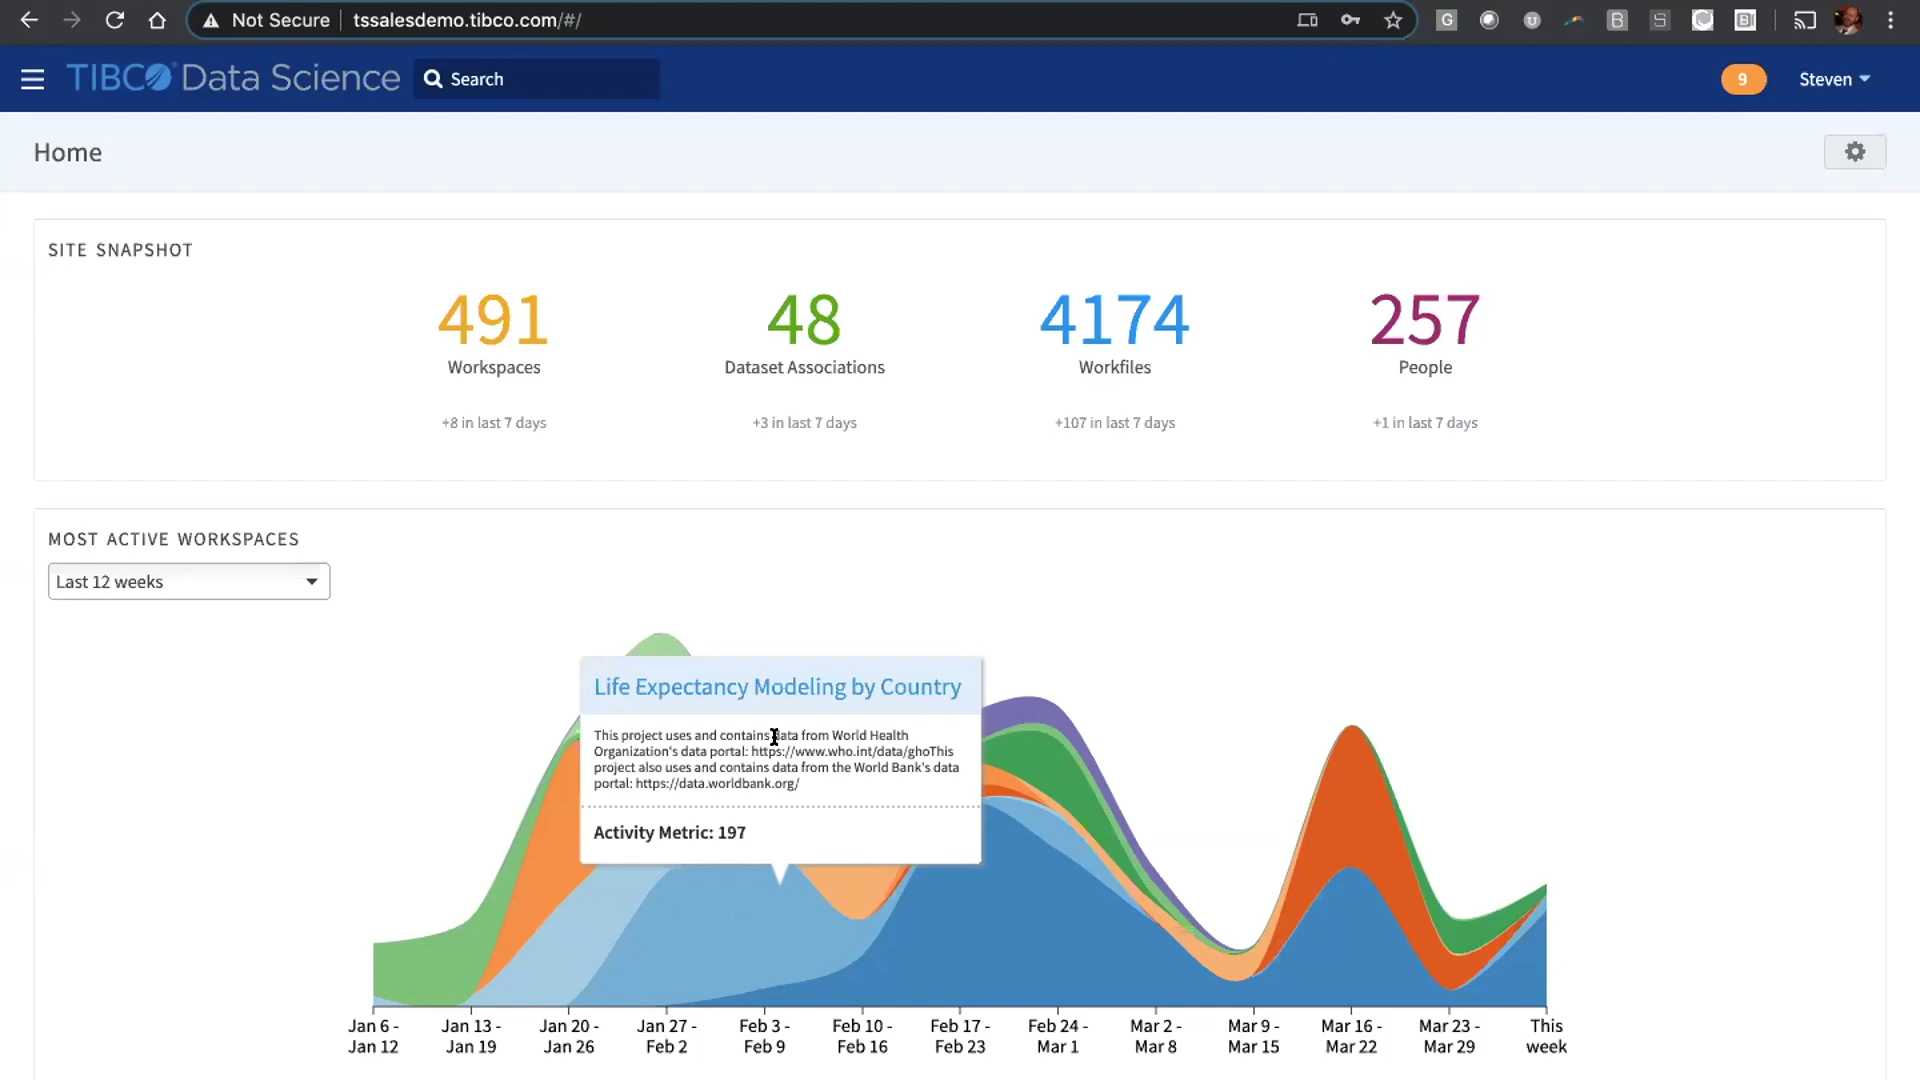 Not Secure tssalesdemo.tibco.com/#/
TIBCO Data Science
Search
9
Steven
Home
SITE SNAPSHOT
491
Workspaces
+8 in last 7 days
48
Dataset Associations
+3 in last 7 days
4174
Workfiles
+107 in last 7 days
257
People
+1 in last 7 days
MOST ACTIVE WORKSPACES
Last 12 weeks
Life Expectancy Modeling by Country
This project uses and contains data from World Health
Organization's data portal: https://www.who.int/data/ghoThis
project also uses and contains data from the World Bank's data
portal: https://data.worldbank.org/
Activity Metric: 197
Jan 6 -
Jan 12
Jan 13 -
Jan 19
Jan 20 -
Jan 26
Jan 27 -
Feb 2
Feb 3 -
Feb 9
Feb 10 -
Feb 16
Feb 17 -
Feb 23
Feb 24 -
Mar 1
Mar 2 -
Mar 8
Mar 9 -
Mar 15
Mar 16 -
Mar 22
Mar 23 -
Mar 29
This
week